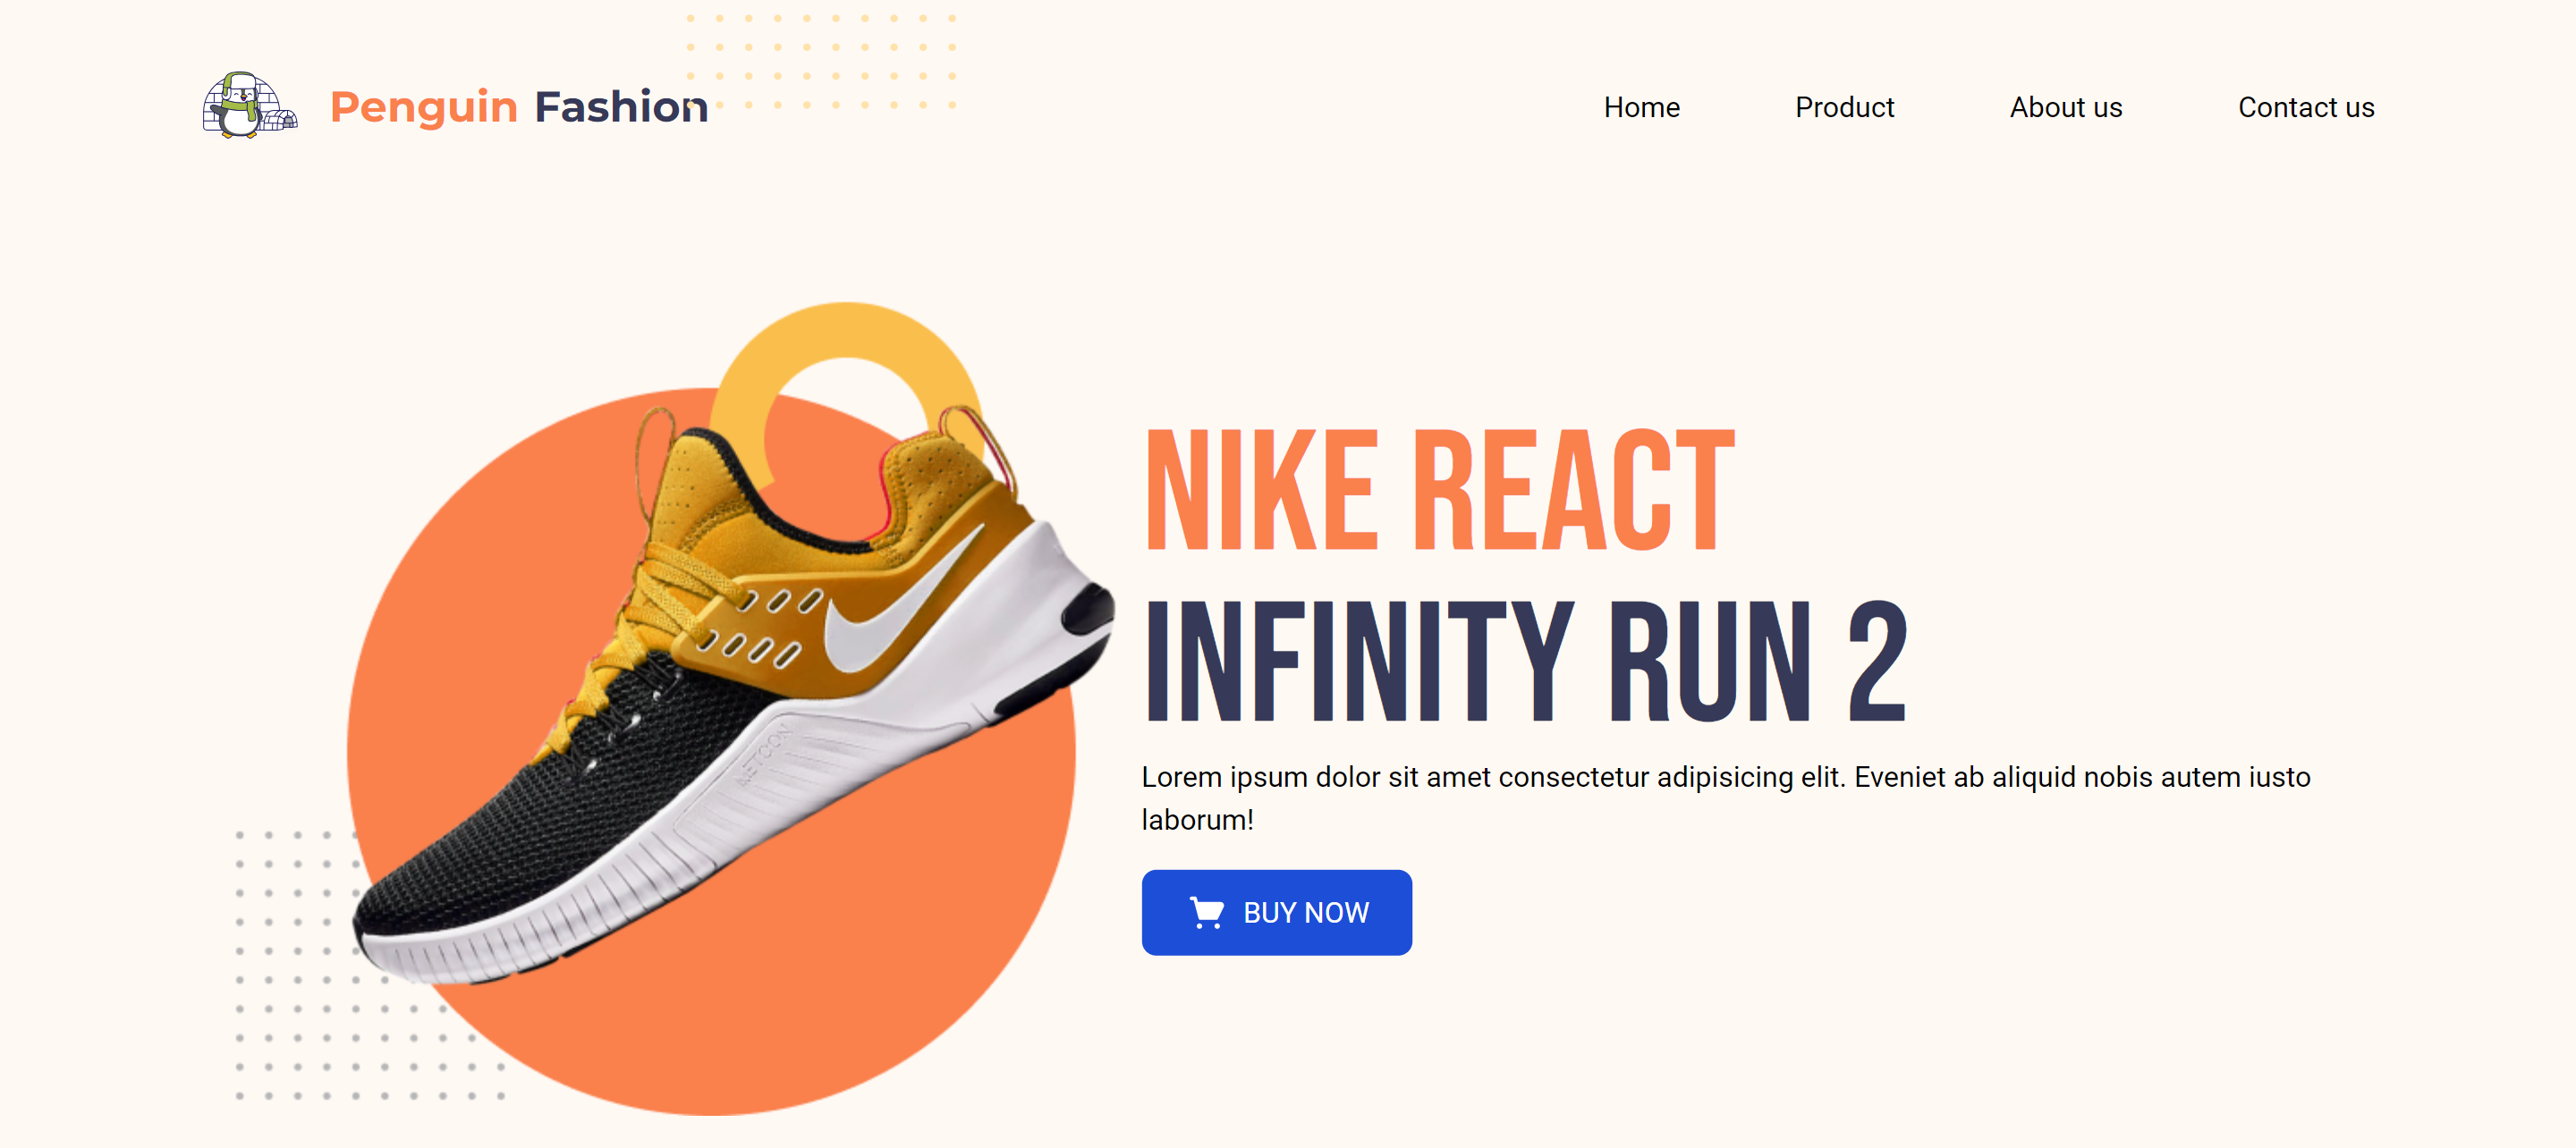 Penguin Fashion
Home
Product
About us
Contact us
NIKE REACT
INFINITY RUN 2
Lorem ipsum dolor sit amet consectetur adipisicing elit. Eveniet ab aliquid nobis autem iusto
laborum!
BUY NOW
METCON